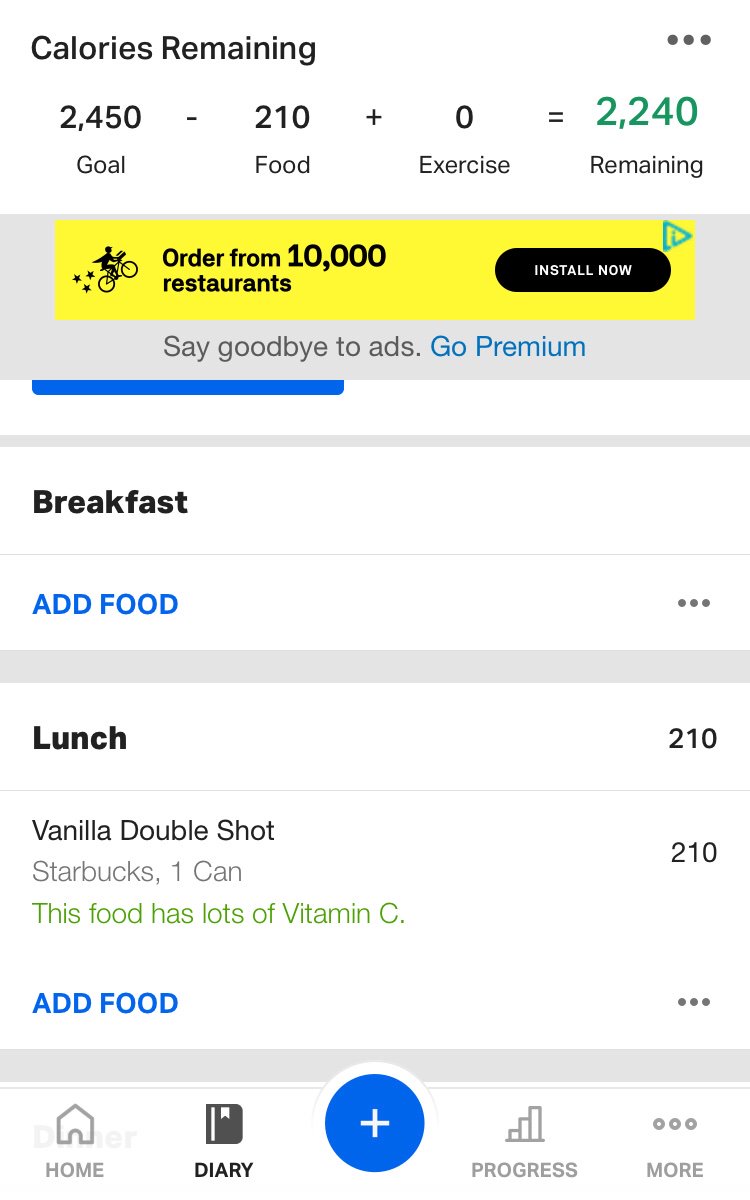 Calories Remaining
2,450 - 210 + 0 = 2,240
Goal Food Exercise Remaining
Order from 10,000
restaurants
INSTALL NOW
Say goodbye to ads. Go Premium
Breakfast
ADD FOOD
Lunch 210
Vanilla Double Shot
Starbucks, 1 Can
210
This food has lots of Vitamin C.
ADD FOOD
Dinner
HOME DIARY + PROGRESS MORE